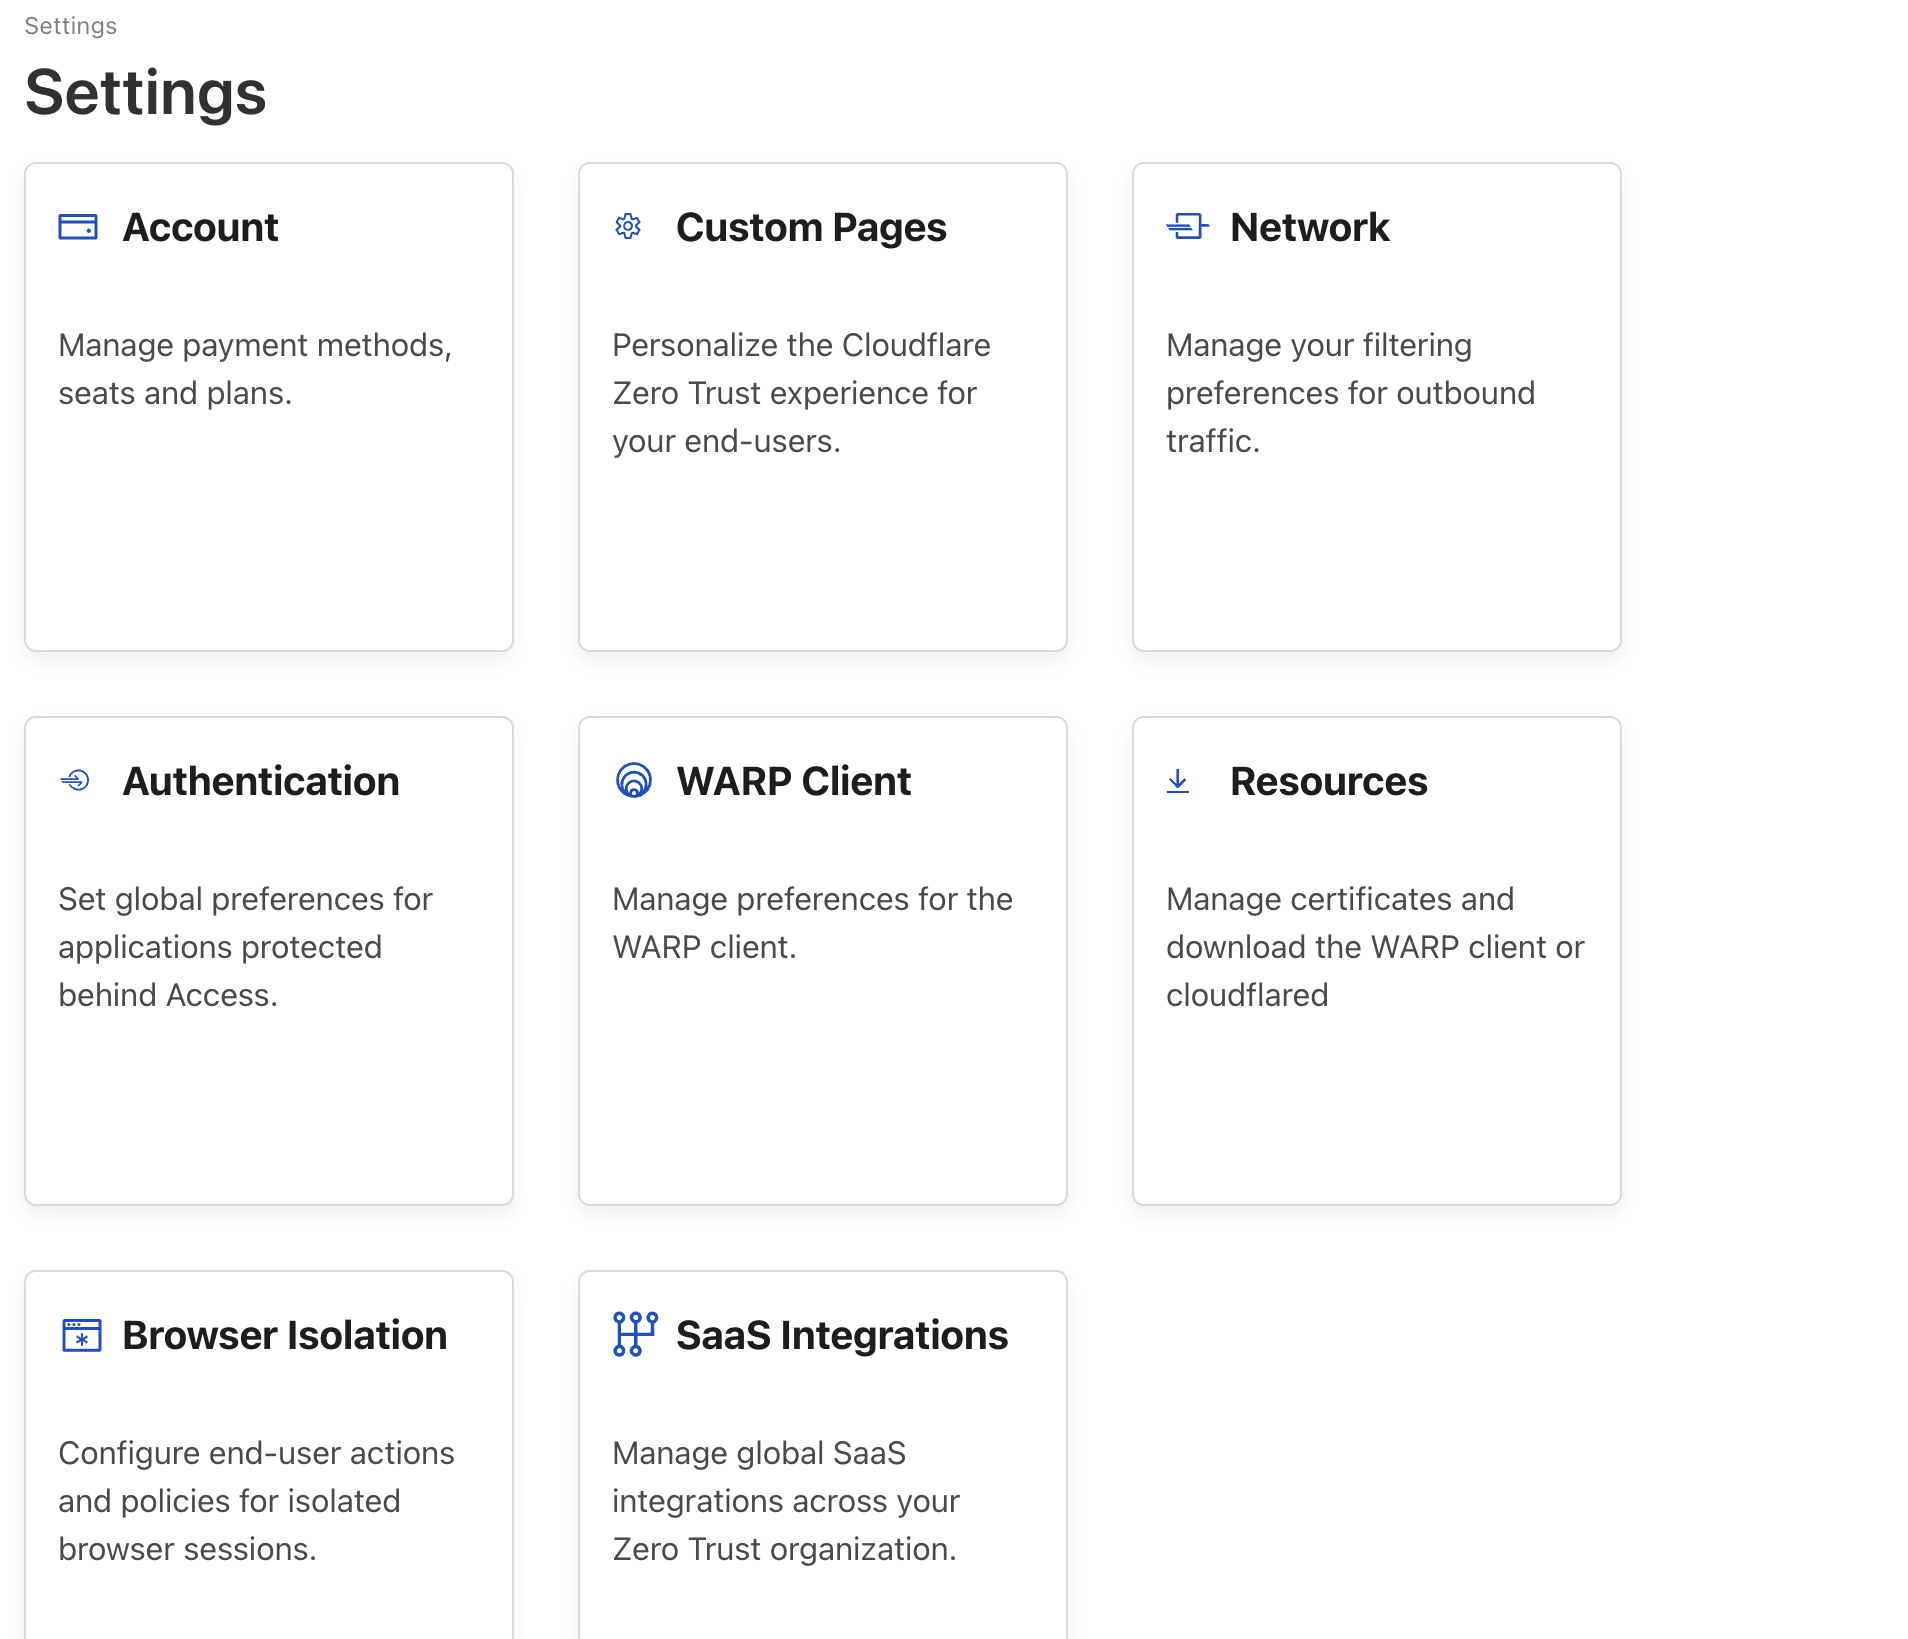 Settings
Settings
Account
Manage payment methods,
seats and plans.
Custom Pages
Personalize the Cloudflare
Zero Trust experience for
your end-users.
Network
Manage your filtering
preferences for outbound
traffic.
Authentication
Set global preferences for
applications protected
behind Access.
WARP Client
Manage preferences for the
WARP client.
Resources
Manage certificates and
download the WARP client or
cloudflared
Browser Isolation
Configure end-user actions
and policies for isolated
browser sessions.
SaaS Integrations
Manage global SaaS
integrations across your
Zero Trust organization.